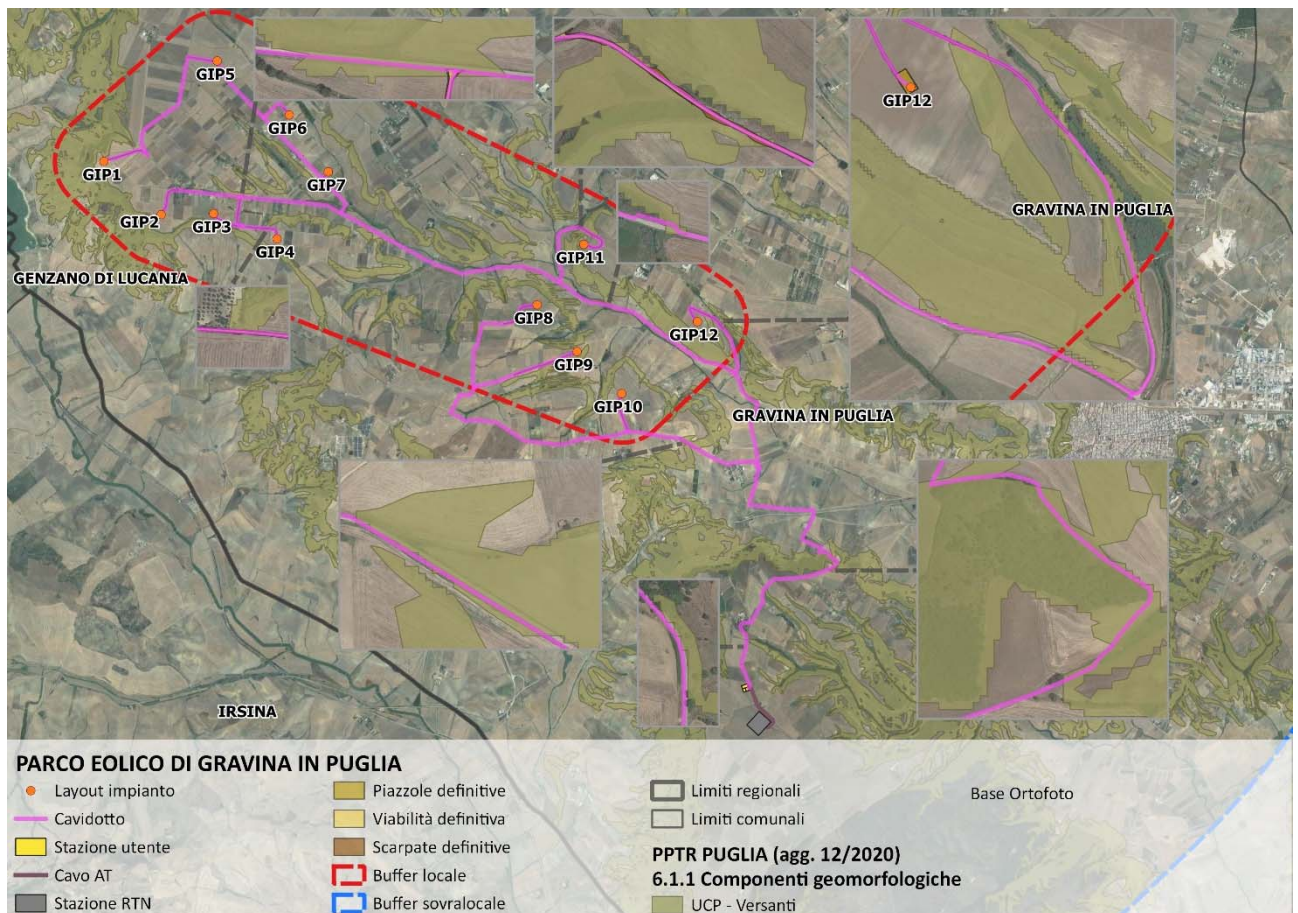 GIP5
GIP12
GIP6
GIP1
GIP7
GIP2
GIP3
GRAVINA IN PUGLIA
GIP4
GIP11
GENZANO DI LUCANIA
GIP8
GIP12
GIP9
GIP10
GRAVINA IN PUGLIA
IRSINA
PARCO EOLICO DI GRAVINA IN PUGLIA
Layout impianto
Cavidotto
Stazione utente
Cavo AT
Stazione RTN
Piazzole definitive
Viabilità definitiva
Scarpate definitive
Buffer locale
Buffer sovralocale
Limiti regionali
Limiti comunali
PPTR PUGLIA (agg. 12/2020)
6.1.1 Componenti geomorfologiche
UCP - Versanti
Base Ortofoto